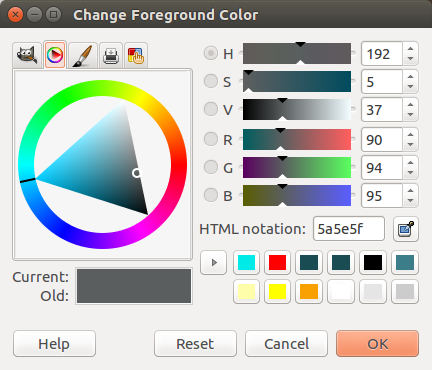 Change Foreground Color
H 192
S 5
V 37
R 90
G 94
B 95
HTML notation: 5a5e5f
Current:
Old:
Help Reset Cancel OK